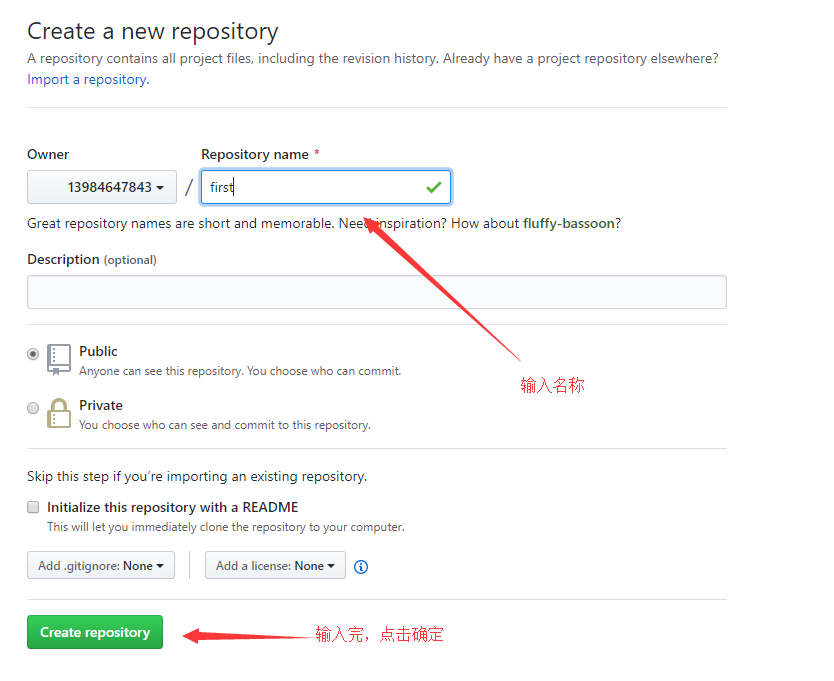 Create a new repository
A repository contains all project files, including the revision history. Already have a project repository elsewhere?
Import a repository.
Owner Repository name *
13984647843 / first
Great repository names are short and memorable. Need inspiration? How about fluffy-bassoon?
Description (optional)
Public
Anyone can see this repository. You choose who can commit.
输入名称
Private
You choose who can see and commit to this repository.
Skip this step if you’re importing an existing repository.
Initialize this repository with a README
This will let you immediately clone the repository to your computer.
Add .gitignore: None Add a license: None
Create repository 输入完，点击确定